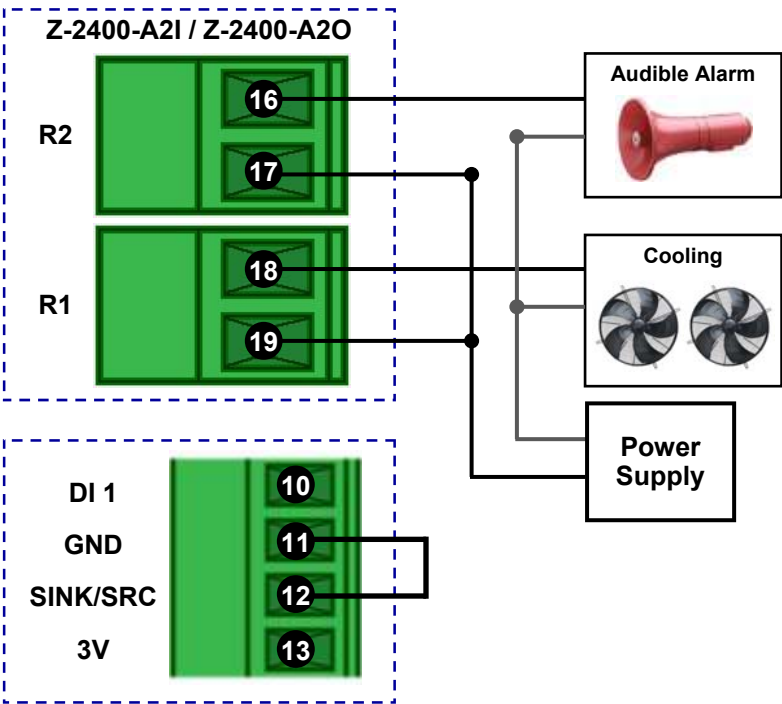 Z-2400-A2I / Z-2400-A2O
R2
16
17
Audible Alarm
R1
18
19
Cooling
Power
Supply
DI 1
10
GND
11
SINK/SRC
12
3V
13